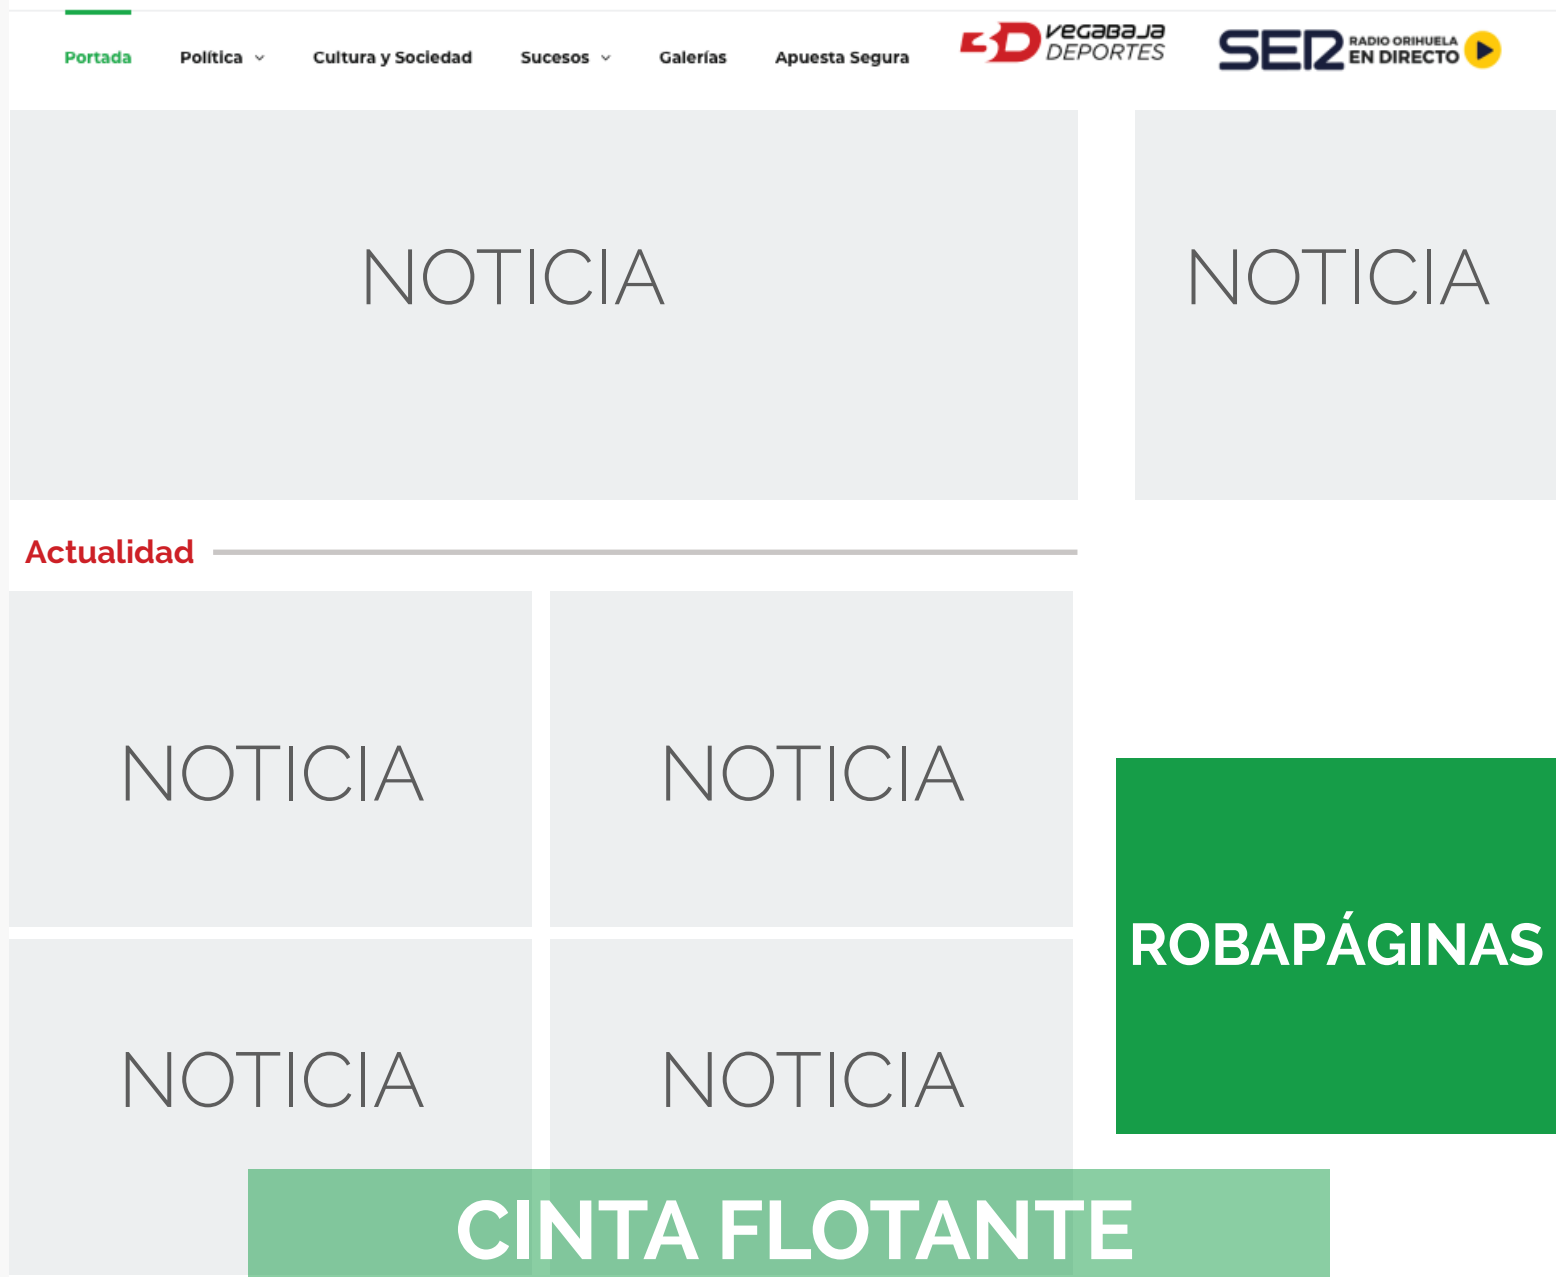 Portada Política Cultura y Sociedad Sucesos Galerías Apuesta Segura
3D VEGABAJA DEPORTES
SER RADIO ORIHUELA EN DIRECTO
NOTICIA NOTICIA
Actualidad
NOTICIA NOTICIA
ROBAPÁGINAS
NOTICIA NOTICIA
CINTA FLOTANTE